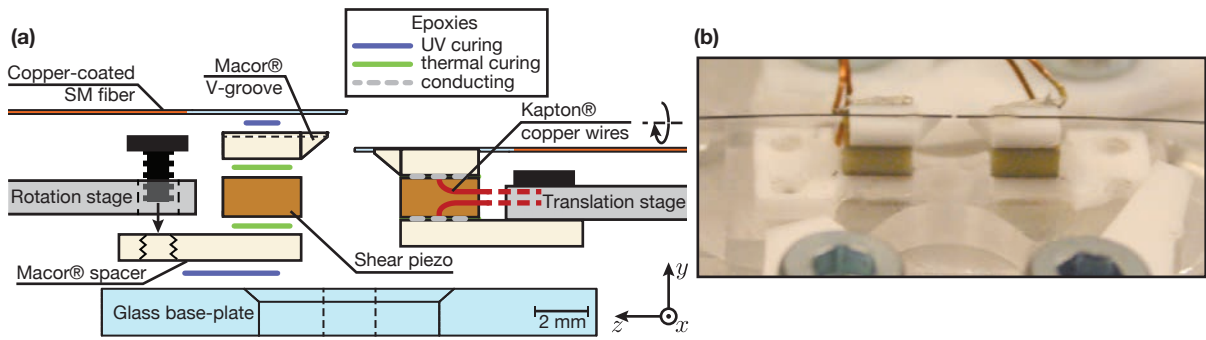 (a)
Epoxies
UV curing
thermal curing
conducting
Copper-coated
SM fiber
Macor®
V-groove
Kapton®
copper wires
Rotation stage
Translation stage
Macor® spacer
Shear piezo
Glass base-plate
2 mm
y
z
x
(b)